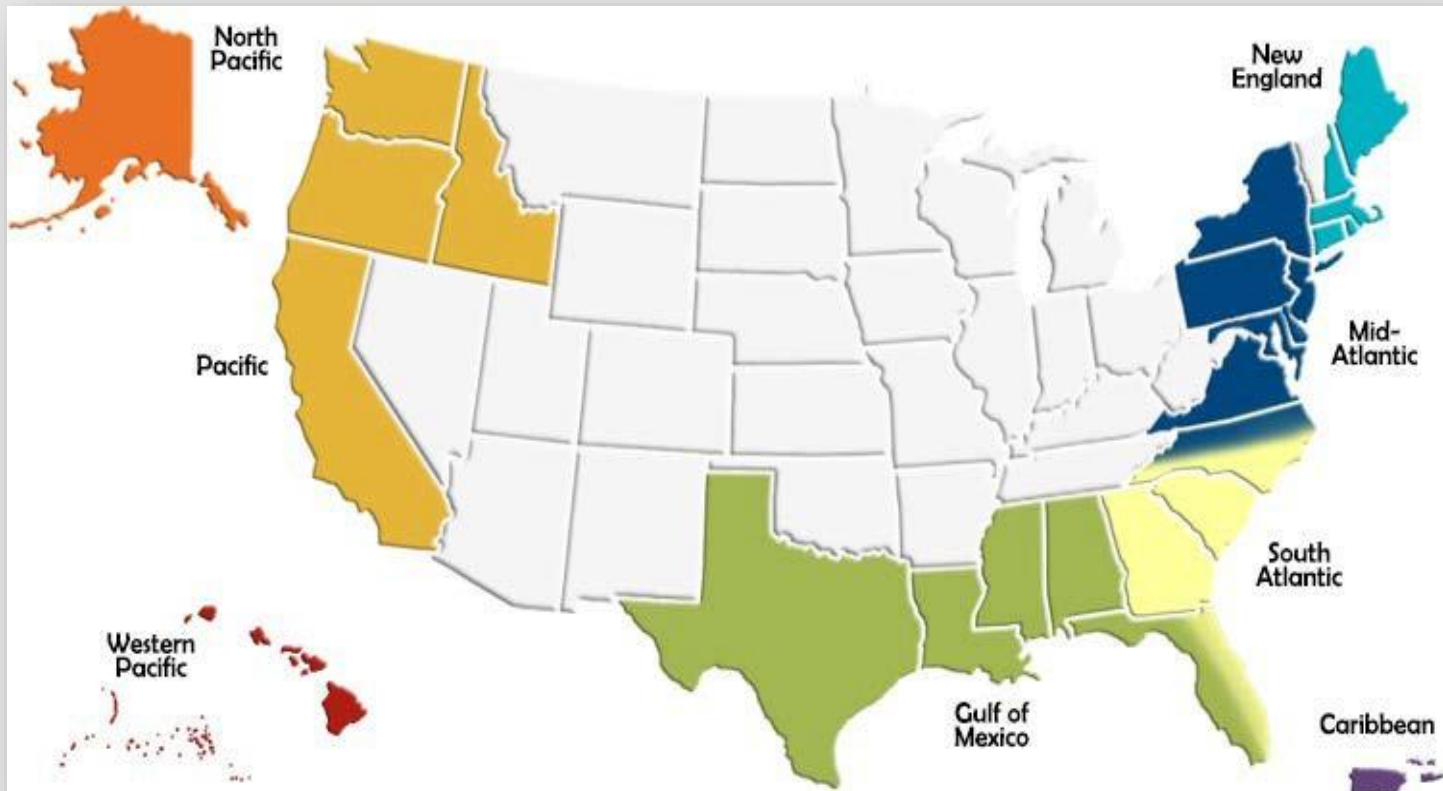 North
Pacific
New
England
Mid-
Atlantic
Pacific
South
Atlantic
Western
Pacific
Gulf of
Mexico
Caribbean